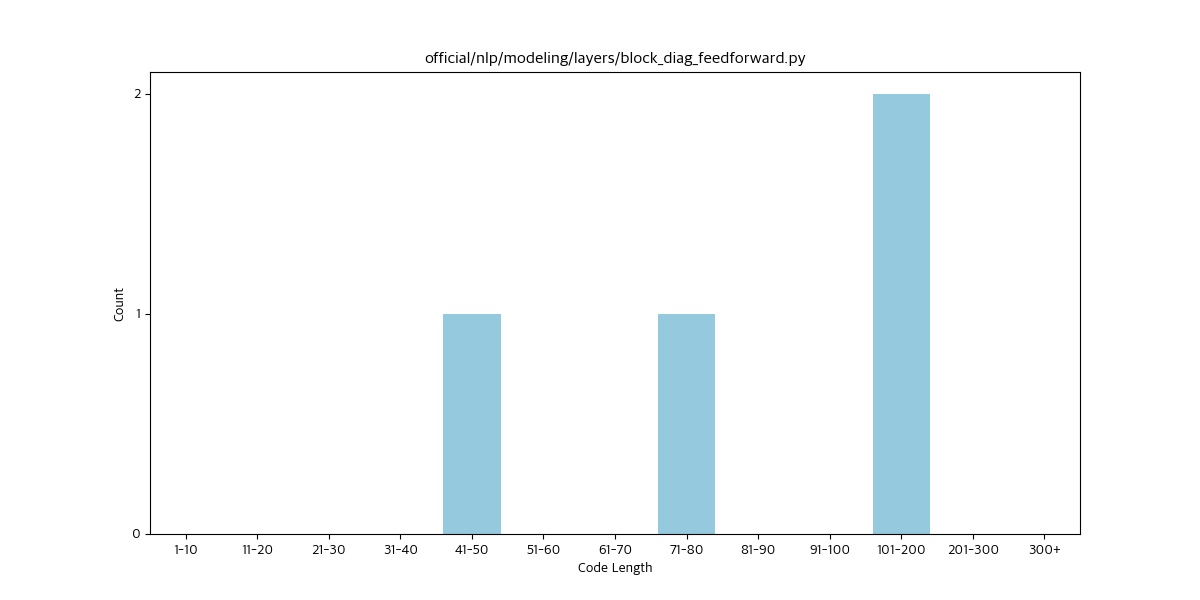 official/nlp/modeling/layers/block_diag_feedforward.py
2
1
0
Count
1-10 11-20 21-30 31-40 41-50 51-60 61-70 71-80 81-90 91-100 101-200 201-300 300+
Code Length